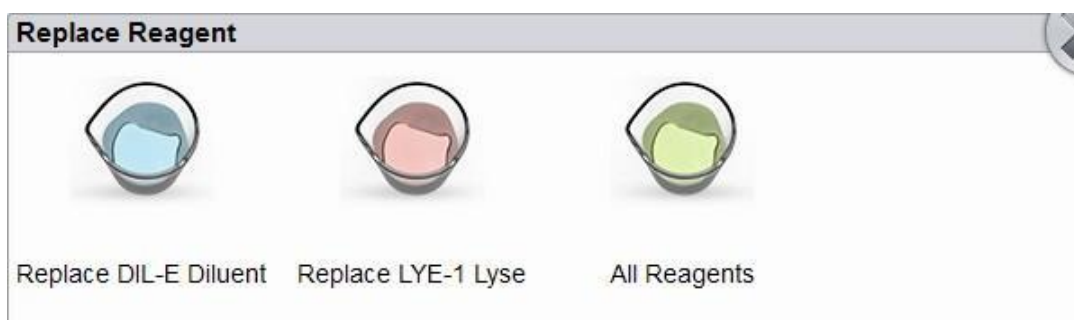 Replace Reagent
Replace DIL-E Diluent
Replace LYE-1 Lyse
All Reagents